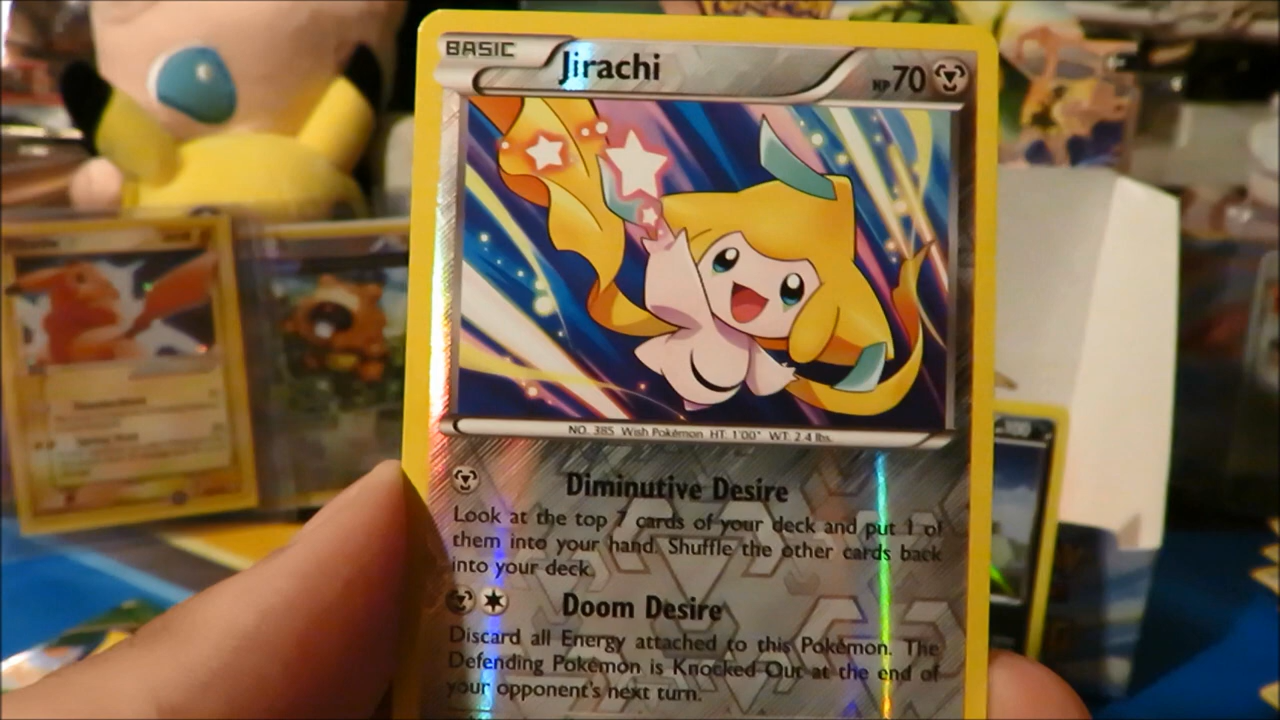 BASIC Jirachi HP 70
NO. 385 Wish Pokémon HT: 1'00" WT: 2.4 lbs.
Diminutive Desire
Look at the top 7 cards of your deck and put 1 of
them into your hand. Shuffle the other cards back
into your deck.
Doom Desire
Discard all Energy attached to this Pokémon. The
Defending Pokémon is Knocked Out at the end of
your opponent's next turn.